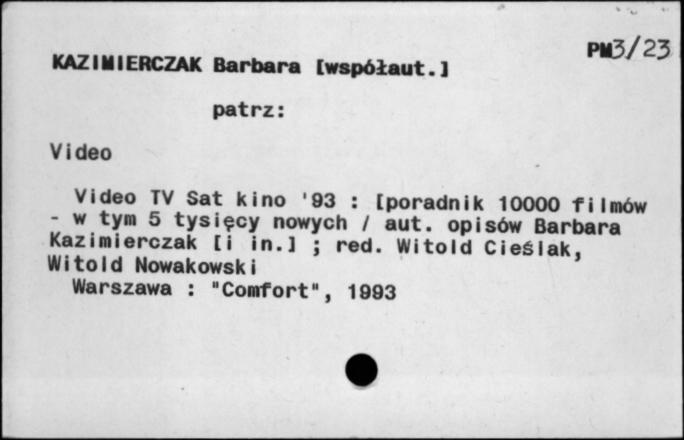 PM3/23
KAZIMIERCZAK Barbara [współaut.]
patrz:
Video
Video TV Sat kino '93 : [poradnik 10000 filmów
- w tym 5 tysięcy nowych / aut. opisów Barbara
Kazimierczak [i in.] ; red. Witold Cieślak,
Witold Nowakowski
Warszawa : "Comfort", 1993